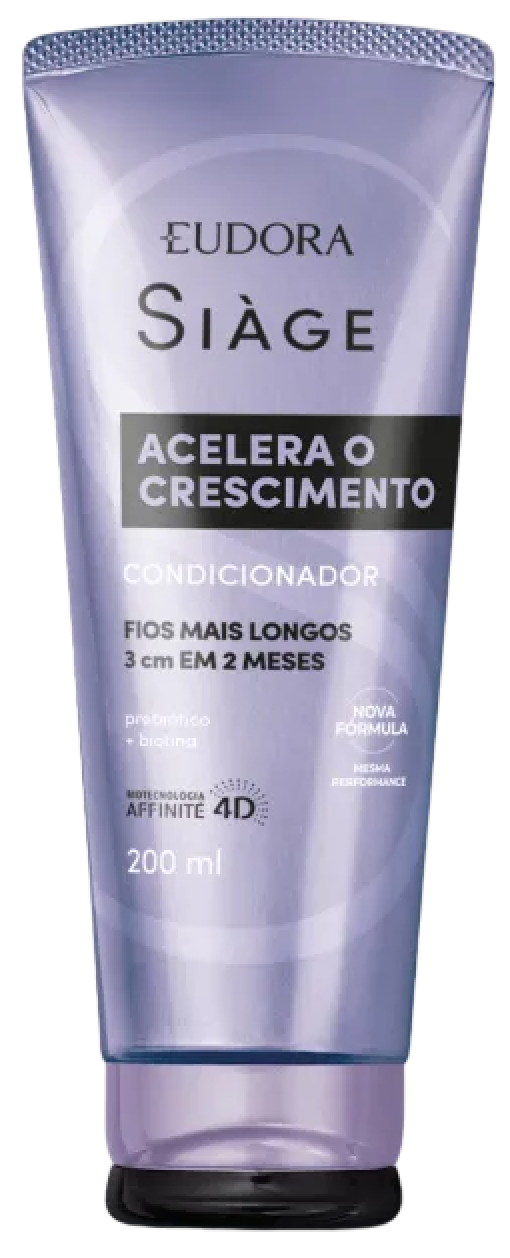 EUDORA
SIÀGE
ACELERA O
CRESCIMENTO
CONDICIONADOR
FIOS MAIS LONGOS
3 cm EM 2 MESES
prebiótico
+ biotina
NOVA
FÓRMULA
MESMA
PERFORMANCE
BIOTECNOLOGIA
AFFINITÉ 4D
200 ml